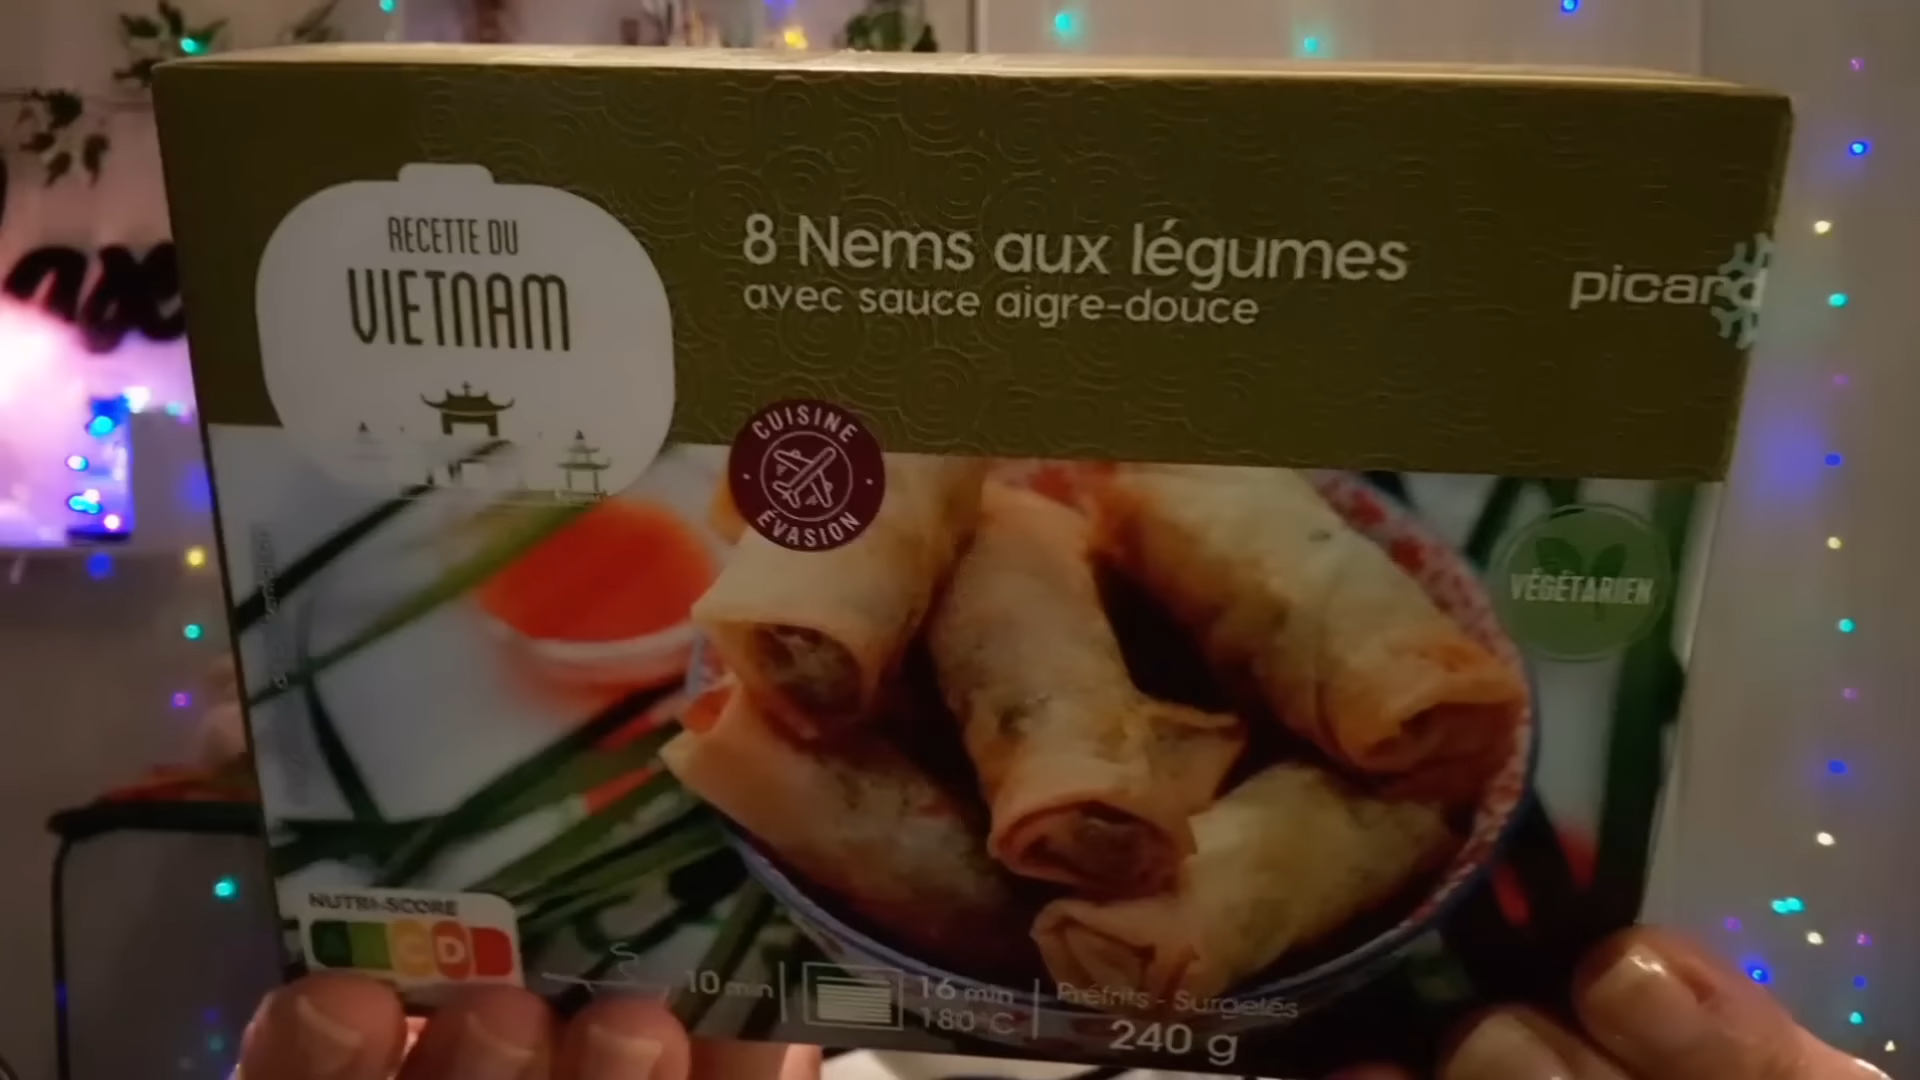 RECETTE DU
VIETNAM
8 Nems aux légumes
avec sauce aigre-douce
picard
CUISINE
ÉVASION
VÉGÉTARIEN
NUTRI-SCORE
C D
10 min
16 min
180°C
Préfrits - Surgelés
240 g